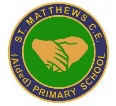 ST. MATTHEWS C.E.
(Aided) PRIMARY SCHOOL